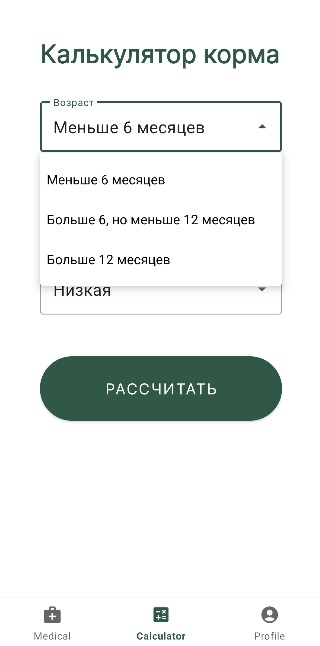 Калькулятор корма
Возраст
Меньше 6 месяцев
Меньше 6 месяцев
Больше 6, но меньше 12 месяцев
Больше 12 месяцев
Низкая
РАССЧИТАТЬ
Medical
Calculator
Profile